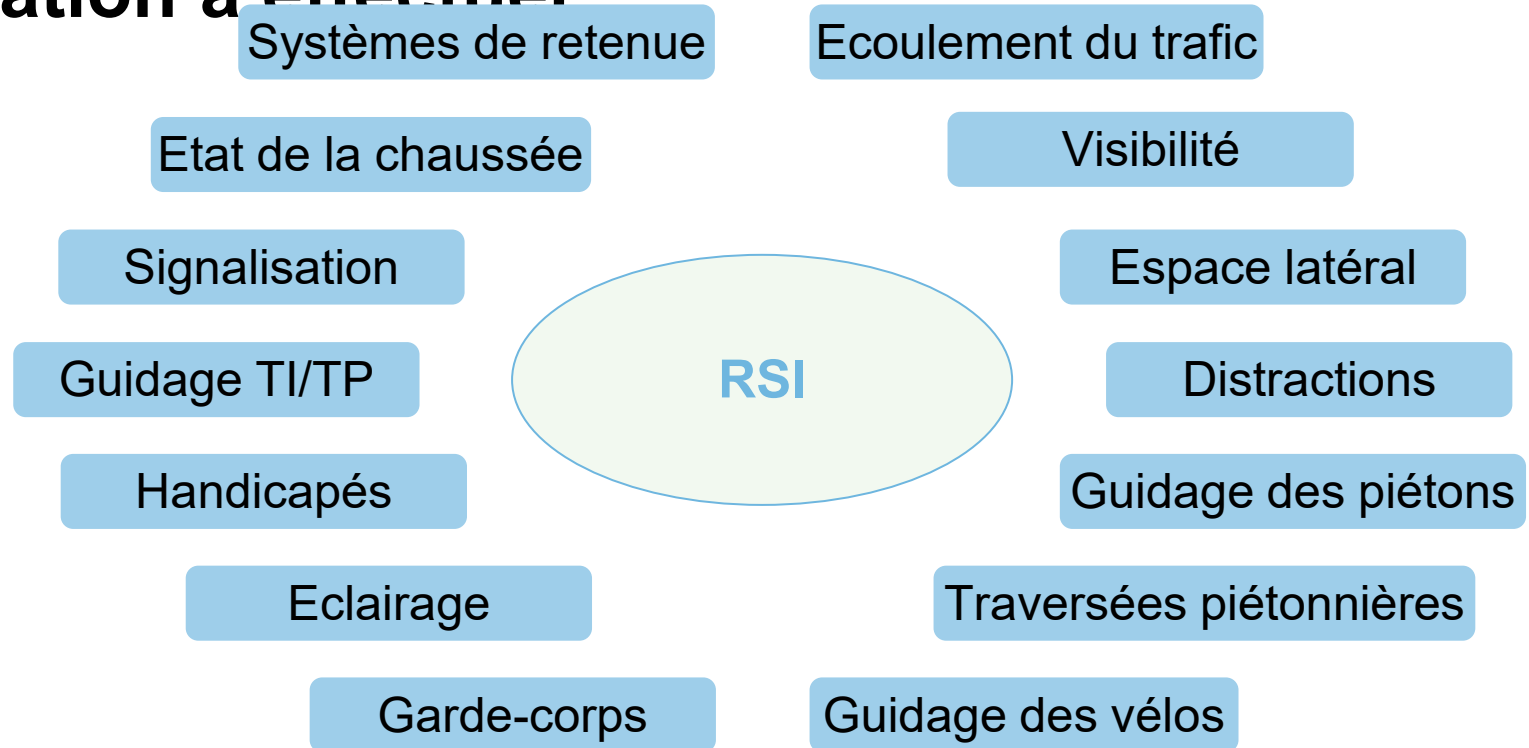 Systèmes de retenue
Ecoulement du trafic
Etat de la chaussée
Visibilité
Signalisation
Espace latéral
RSI
Guidage TI/TP
Distractions
Handicapés
Guidage des piétons
Eclairage
Traversées piétonnières
Garde-corps
Guidage des vélos